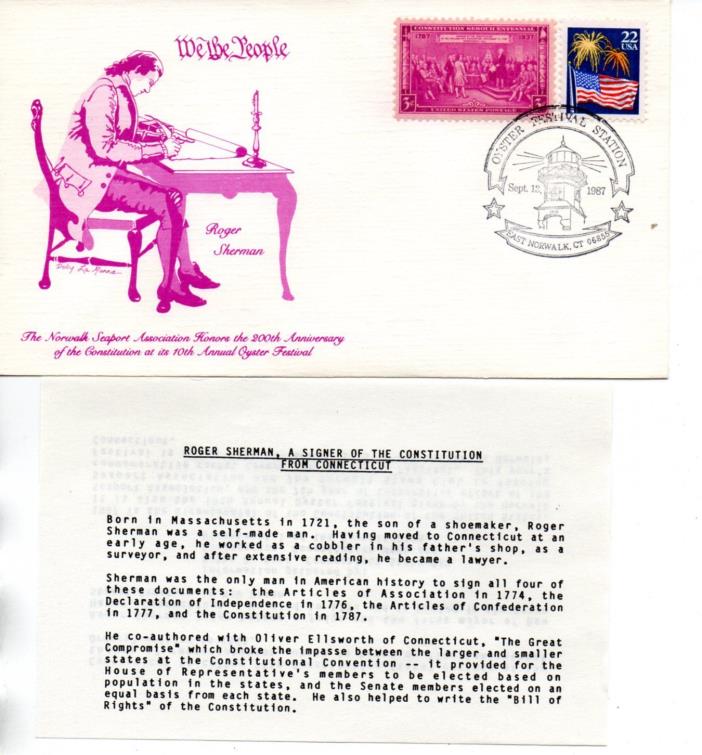 We the People
CONSTITUTION SESQUICENTENNIAL
1787 1937
3¢ 3¢
UNITED STATES POSTAGE
22
USA
OYSTER FESTIVAL STATION
Sept. 12, 1987
EAST NORWALK, CT 06855
Roger
Sherman
The Norwalk Seaport Association Honors the 200th Anniversary
of the Constitution at its 10th Annual Oyster Festival
ROGER SHERMAN, A SIGNER OF THE CONSTITUTION
FROM CONNECTICUT
Born in Massachusetts in 1721, the son of a shoemaker, Roger
Sherman was a self-made man. Having moved to Connecticut at an
early age, he worked as a cobbler in his father's shop, as a
surveyor, and after extensive reading, he became a lawyer.
Sherman was the only man in American history to sign all four of
these documents: the Articles of Association in 1774, the
Declaration of Independence in 1776, the Articles of Confederation
in 1777, and the Constitution in 1787.
He co-authored with Oliver Ellsworth of Connecticut, "The Great
Compromise" which broke the impasse between the larger and smaller
states at the Constitutional Convention -- it provided for the
House of Representative's members to be elected based on
population in the states, and the Senate members elected on an
equal basis from each state. He also helped to write the "Bill of
Rights" of the Constitution.